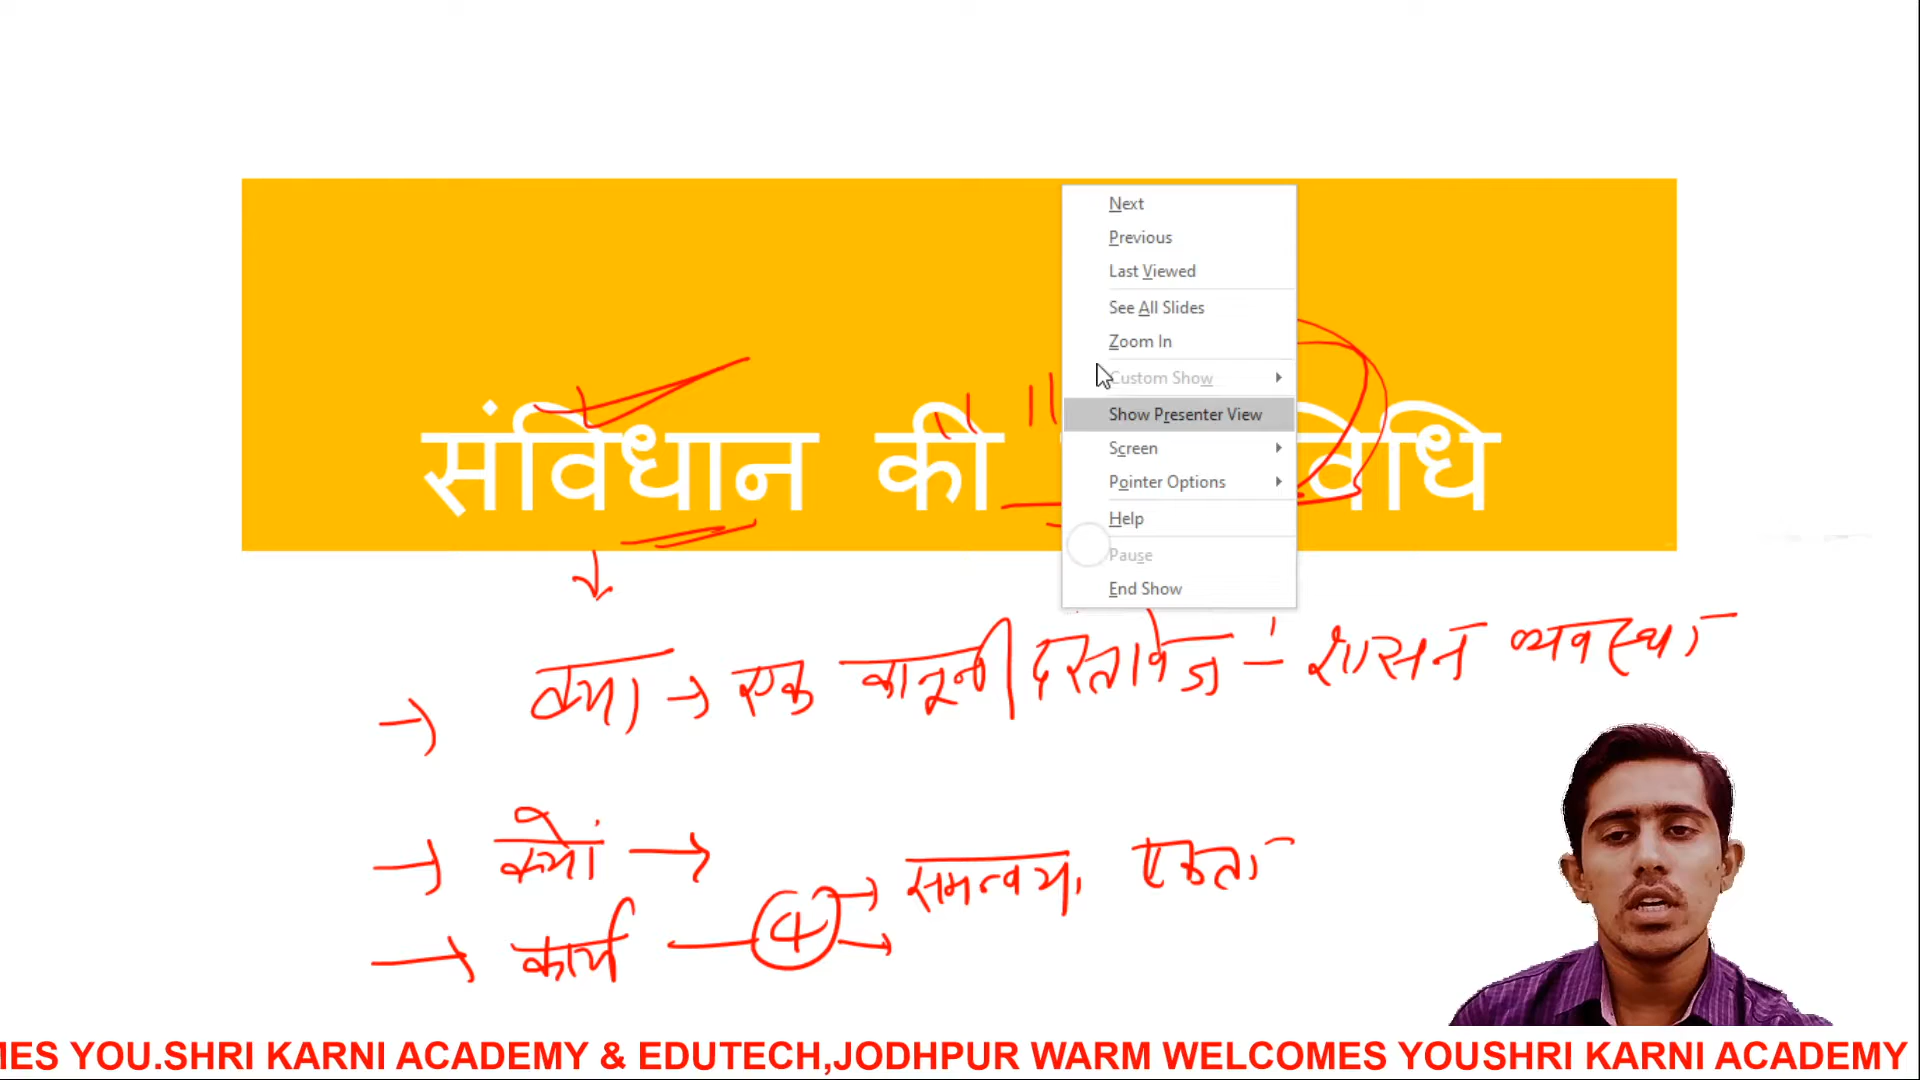 Next
Previous
Last Viewed
See All Slides
Zoom In
Custom Show
Show Presenter View
Screen
Pointer Options
Help
Pause
End Show
संविधान की विधि
→ क्या → एक कानूनी दस्तावेज - शासन व्यवस्था
→ क्यों →
→ कार्य — 4 → समन्वय, एकता
MES YOU.SHRI KARNI ACADEMY & EDUTECH,JODHPUR WARM WELCOMES YOUSHRI KARNI ACADEMY